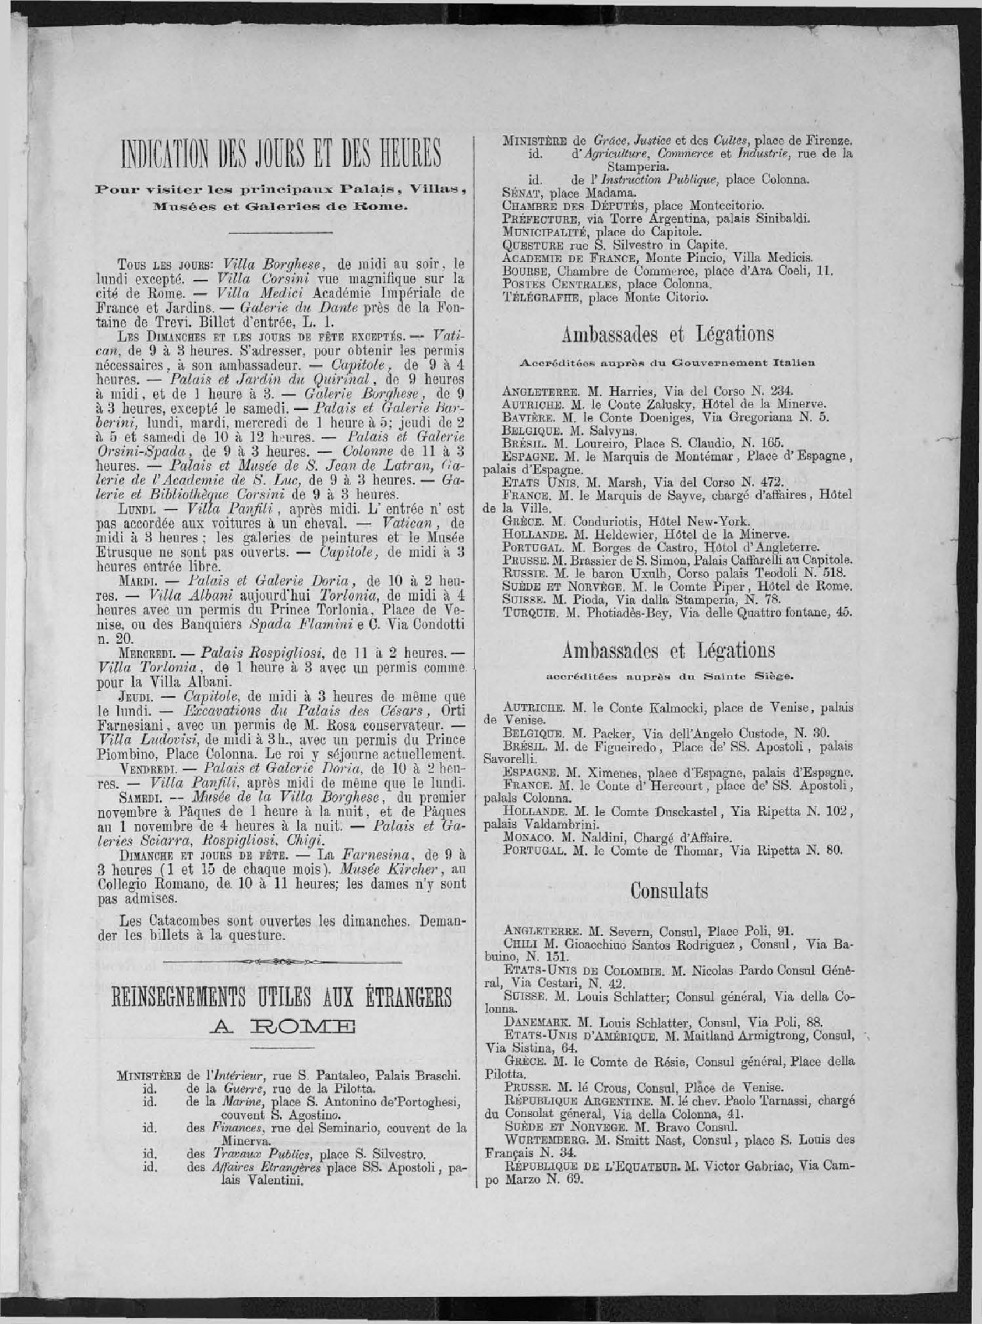 INDICATION DES JOURS ET DES HEURES
Pour visiter les principaux Palais, Villas,
Musées et Galeries de Rome.
TOUS LES JOURS: Villa Borghese, de midi au soir, le
lundi excepté. — Villa Corsini vue magnifique sur la
cité de Rome. — Villa Medici Académie Impériale de
France et Jardins. — Galerie du Dante près de la Fon-
taine de Trevi. Billet d'entrée, L. 1.
LES DIMANCHES ET LES JOURS DE FÊTE EXCEPTÉS. — Vati-
can, de 9 à 3 heures. S'adresser, pour obtenir les permis
nécessaires, à son ambassadeur. — Capitole, de 9 à 4
heures. — Palais et Jardin du Quirinal, de 9 heures
à midi, et de 1 heure à 3. — Galerie Borghese, de 9
à 3 heures, excepté le samedi. — Palais et Galerie Bar-
berini, lundi, mardi, mercredi de 1 heure à 5; jeudi de 2
à 5 et samedi de 10 à 12 heures. — Palais et Galerie
Orsini-Spada, de 9 à 3 heures. — Colonne de 11 à 3
heures. — Palais et Musée de S. Jean de Latran, Ga-
lerie de l'Academie de S. Luc, de 9 à 3 heures. — Ga-
lerie et Bibliothèque Corsini de 9 à 3 heures.
LUNDI. — Villa Panfili, après midi. L' entrée n' est
pas accordée aux voitures à un cheval. — Vatican, de
midi à 3 heures; les galeries de peintures et le Musée
Etrusque ne sont pas ouverts. — Capitole, de midi à 3
heures entrée libre.
MARDI. — Palais et Galerie Doria, de 10 à 2 heu-
res. — Villa Albani aujourd'hui Torlonia, de midi à 4
heures avec un permis du Prince Torlonia, Place de Ve-
nise, ou des Banquiers Spada Flamini e C. Via Condotti
n. 20.
MERCREDI. — Palais Rospigliosi, de 11 à 2 heures. —
Villa Torlonia, de 1 heure à 3 avec un permis comme
pour la Villa Albani.
JEUDI. — Capitole, de midi à 3 heures de même que
le lundi. — Excavations du Palais des Césars, Orti
Farnesiani, avec un permis de M. Rosa conservateur. —
Villa Ludovisi, de midi à 3 h., avec un permis du Prince
Piombino, Place Colonna. Le roi y séjourne actuellement.
VENDREDI. — Palais et Galerie Doria, de 10 à 2 heu-
res. — Villa Panfili, après midi de même que le lundi.
SAMEDI. — Musée de la Villa Borghese, du premier
novembre à Pâques de 1 heure à la nuit, et de Pâques
au 1 novembre de 4 heures à la nuit. — Palais et Ga-
leries Sciarra, Rospigliosi, Chigi.
DIMANCHE ET JOURS DE FÊTE. — La Farnesina, de 9 à
3 heures (1 et 15 de chaque mois). Musée Kircher, au
Collegio Romano, de 10 à 11 heures; les dames n'y sont
pas admises.
Les Catacombes sont ouvertes les dimanches. Deman-
der les billets à la questure.
REINSEGNEMENTS UTILES AUX ÉTRANGERS
A ROME
MINISTÈRE de l'Intérieur, rue S. Pantaleo, Palais Braschi.
id. de la Guerre, rue de la Pilotta.
id. de la Marine, place S. Antonino de'Portoghesi,
couvent S. Agostino.
id. des Finances, rue del Seminario, couvent de la
Minerva.
id. des Travaux Publics, place S. Silvestro.
id. des Affaires Etrangères place SS. Apostoli, pa-
lais Valentini.
MINISTÈRE de Grâce, Justice et des Cultes, place de Firenze.
id. d'Agriculture, Commerce et Industrie, rue de la
Stamperia.
id. de l'Instruction Publique, place Colonna.
SÉNAT, place Madama.
CHAMBRE DES DÉPUTÉS, place Montecitorio.
PRÉFECTURE, via Torre Argentina, palais Sinibaldi.
MUNICIPALITÉ, place do Capitole.
QUESTURE rue S. Silvestro in Capite.
ACADEMIE DE FRANCE, Monte Pincio, Villa Medicis.
BOURSE, Chambre de Commerce, place d'Ara Coeli, 11.
POSTES CENTRALES, place Colonna.
TÉLÉGRAPHE, place Monte Citorio.
Ambassades et Légations
Accréditées auprès du Gouvernement Italien
ANGLETERRE. M. Harries, Via del Corso N. 234.
AUTRICHE. M. le Conte Zalusky, Hôtel de la Minerve.
BAVIÈRE. M. le Conte Doeniges, Via Gregoriana N. 5.
BELGIQUE. M. Salvyns.
BRÉSIL. M. Loureiro, Place S. Claudio, N. 165.
ESPAGNE. M. le Marquis de Montémar, Place d'Espagne,
palais d'Espagne.
ETATS UNIS. M. Marsh, Via del Corso N. 472.
FRANCE. M. le Marquis de Sayve, chargé d'affaires, Hôtel
de la Ville.
GRÈCE. M. Conduriotis, Hôtel New-York.
HOLLANDE. M. Heldewier, Hôtel de la Minerve.
PORTUGAL. M. Borges de Castro, Hôtol d'Angleterre.
PRUSSE. M. Brassier de S. Simon, Palais Caffarelli au Capitole.
RUSSIE. M. le baron Uxulh, Corso palais Teodoli N. 518.
SUÈDE ET NORVÈGE. M. le Comte Piper, Hôtel de Rome.
SUISSE. M. Pioda, Via dalla Stamperia, N. 78.
TURQUIE. M. Photiadès-Bey, Via delle Quattro fontane, 45.
Ambassades et Légations
accréditées auprès du Sainte Siège.
AUTRICHE. M. le Conte Kalmocki, place de Venise, palais
de Venise.
BELGIQUE. M. Packer, Via dell'Angelo Custode, N. 30.
BRÉSIL. M. de Figueiredo, Place de' SS. Apostoli, palais
Savorelli.
ESPAGNE. M. Ximenes, place d'Espagne, palais d'Espagne.
FRANCE. M. le Conte d'Hercourt, place de' SS. Apostoli,
palais Colonna.
HOLLANDE. M. le Comte Dusckastel, Via Ripetta N. 102,
palais Valdambrini.
MONACO. M. Naldini, Chargé d'Affaire.
PORTUGAL. M. le Comte de Thomar, Via Ripetta N. 80.
Consulats
ANGLETERRE. M. Severn, Consul, Place Poli, 91.
CHILI M. Gioacchino Santos Rodriguez, Consul, Via Ba-
buino, N. 151.
ETATS-UNIS DE COLOMBIE. M. Nicolas Pardo Consul Géné-
ral, Via Cestari, N. 42.
SUISSE. M. Louis Schlatter; Consul général, Via della Co-
lonna.
DANEMARK. M. Louis Schlatter, Consul, Via Poli, 88.
ETATS-UNIS D'AMÉRIQUE. M. Maitland Armigtrong, Consul,
Via Sistina, 64.
GRÈCE. M. le Comte de Résie, Consul général, Place della
Pilotta.
PRUSSE. M. lé Crous, Consul, Place de Venise.
RÉPUBLIQUE ARGENTINE. M. lé chev. Paolo Tarnassi, chargé
du Consolat géneral, Via della Colonna, 41.
SUÈDE ET NORVEGE. M. Bravo Consul.
WURTEMBERG. M. Smitt Nast, Consul, place S. Louis des
Français N. 34.
RÉPUBLIQUE DE L'EQUATEUR. M. Victor Gabriac, Via Cam-
po Marzo N. 69.